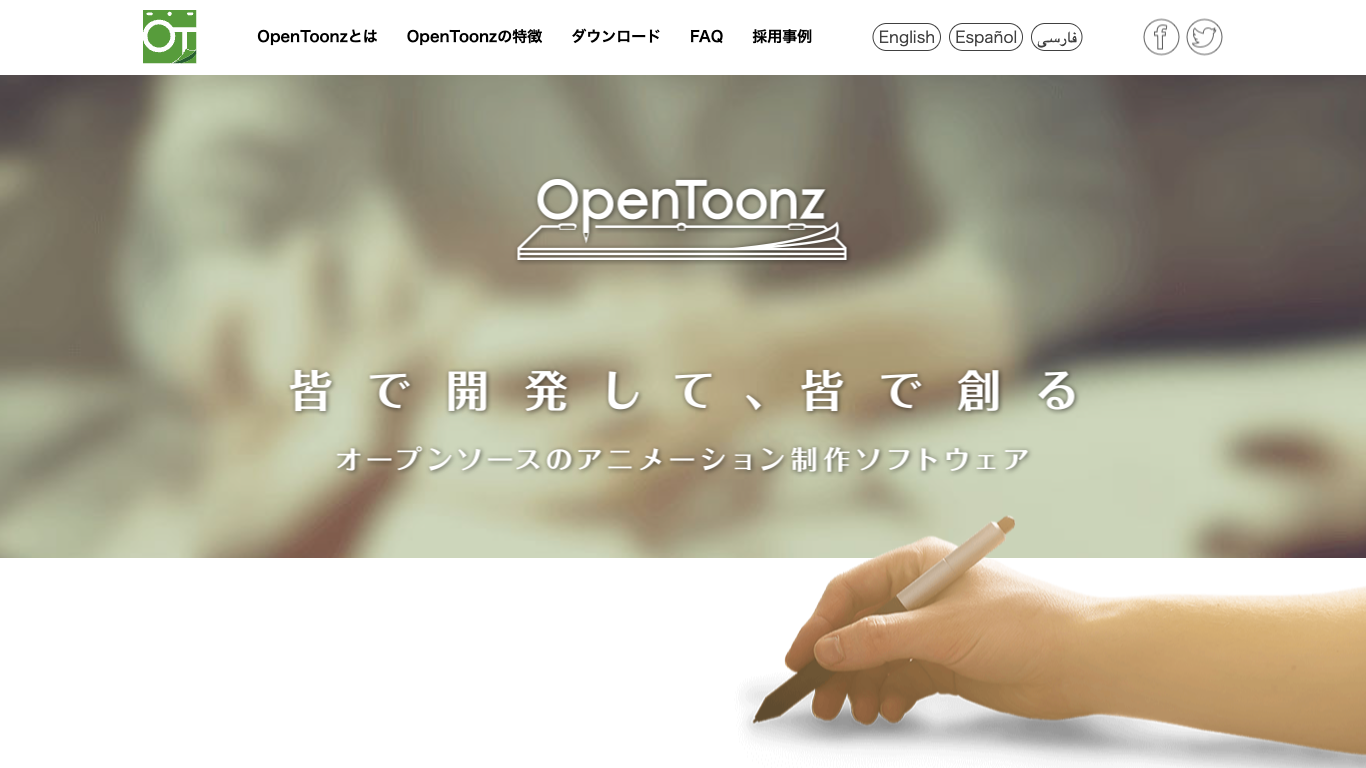 OT
OpenToonzとは OpenToonzの特徴 ダウンロード FAQ 採用事例 English Español فارسی
OpenToonz
皆で開発して、皆で創る
オープンソースのアニメーション制作ソフトウェア